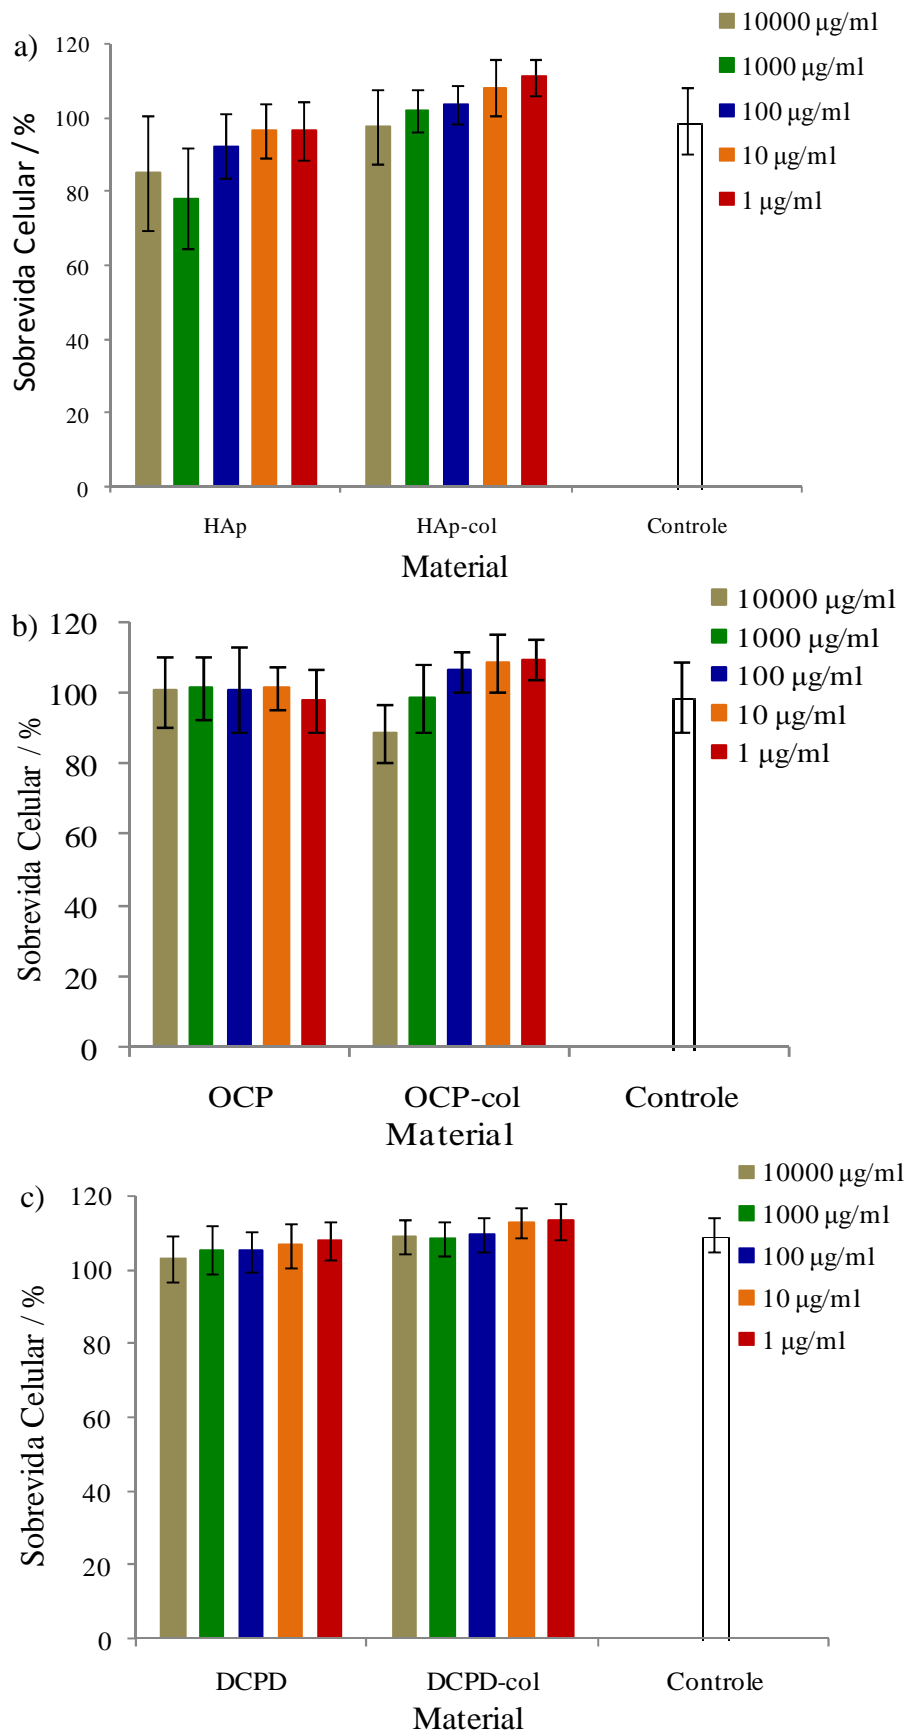 a)
Sobrevida Celular / %
120
100
80
60
40
20
0
10000 µg/ml
1000 µg/ml
100 µg/ml
10 µg/ml
1 µg/ml
HAp HAp-col Controle
Material
b)
Sobrevida Celular / %
120
100
80
60
40
20
0
10000 µg/ml
1000 µg/ml
100 µg/ml
10 µg/ml
1 µg/ml
OCP OCP-col Controle
Material
c)
Sobrevida Celular / %
120
100
80
60
40
20
0
10000 µg/ml
1000 µg/ml
100 µg/ml
10 µg/ml
1 µg/ml
DCPD DCPD-col Controle
Material